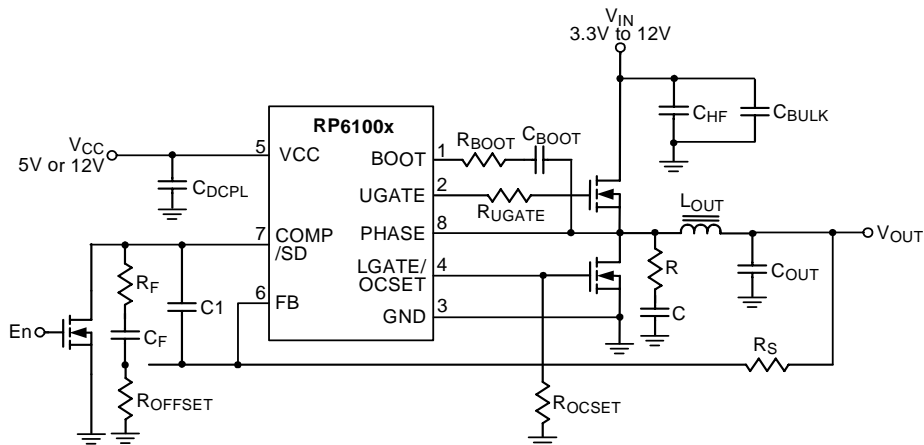 VIN
3.3V to 12V
CHF
CBULK
RP6100x
VCC
5V or 12V
5
VCC
CDCPL
BOOT
1
RBOOT
CBOOT
UGATE
2
RUGATE
PHASE
8
LOUT
VOUT
7
COMP
/SD
LGATE/
OCSET
4
RF
C1
6
FB
GND
3
R
C
COUT
En
CF
RS
ROFFSET
ROCSET